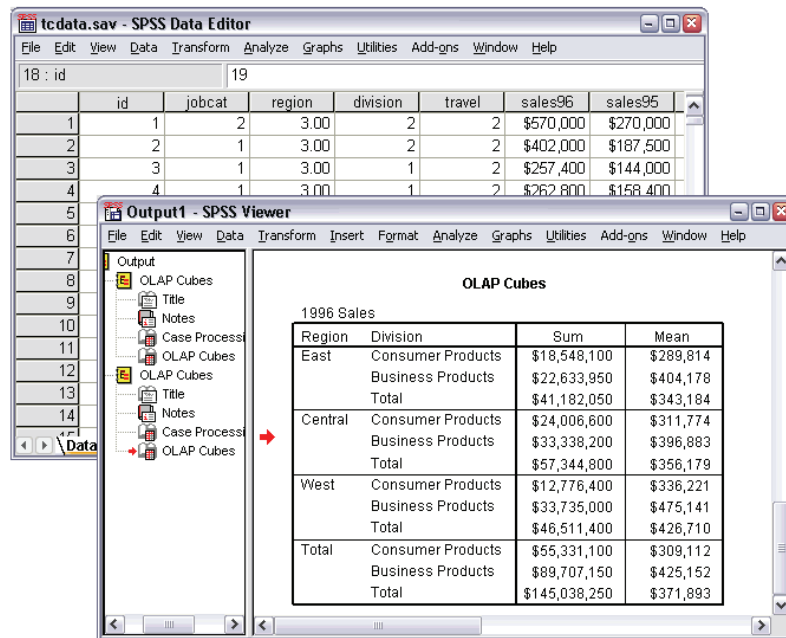 tcdata.sav - SPSS Data Editor
File Edit View Data Transform Analyze Graphs Utilities Add-ons Window Help
18 : id 19
id jobcat region division travel sales96 sales95
1 1 2 3.00 2 2 $570,000 $270,000
2 2 1 3.00 2 2 $402,000 $187,500
3 3 1 3.00 1 2 $257,400 $144,000
4 4 1 3.00 1 2 $262,800 $158,400
5
6
7
8
9
10
11
12
13
14
15
Data
Output1 - SPSS Viewer
File Edit View Data Transform Insert Format Analyze Graphs Utilities Add-ons Window Help
Output
OLAP Cubes
Title
Notes
Case Processi
OLAP Cubes
OLAP Cubes
Title
Notes
Case Processi
OLAP Cubes
OLAP Cubes
1996 Sales
Region Division Sum Mean
East Consumer Products $18,548,100 $289,814
Business Products $22,633,950 $404,178
Total $41,182,050 $343,184
Central Consumer Products $24,006,600 $311,774
Business Products $33,338,200 $396,883
Total $57,344,800 $356,179
West Consumer Products $12,776,400 $336,221
Business Products $33,735,000 $475,141
Total $46,511,400 $426,710
Total Consumer Products $55,331,100 $309,112
Business Products $89,707,150 $425,152
Total $145,038,250 $371,893